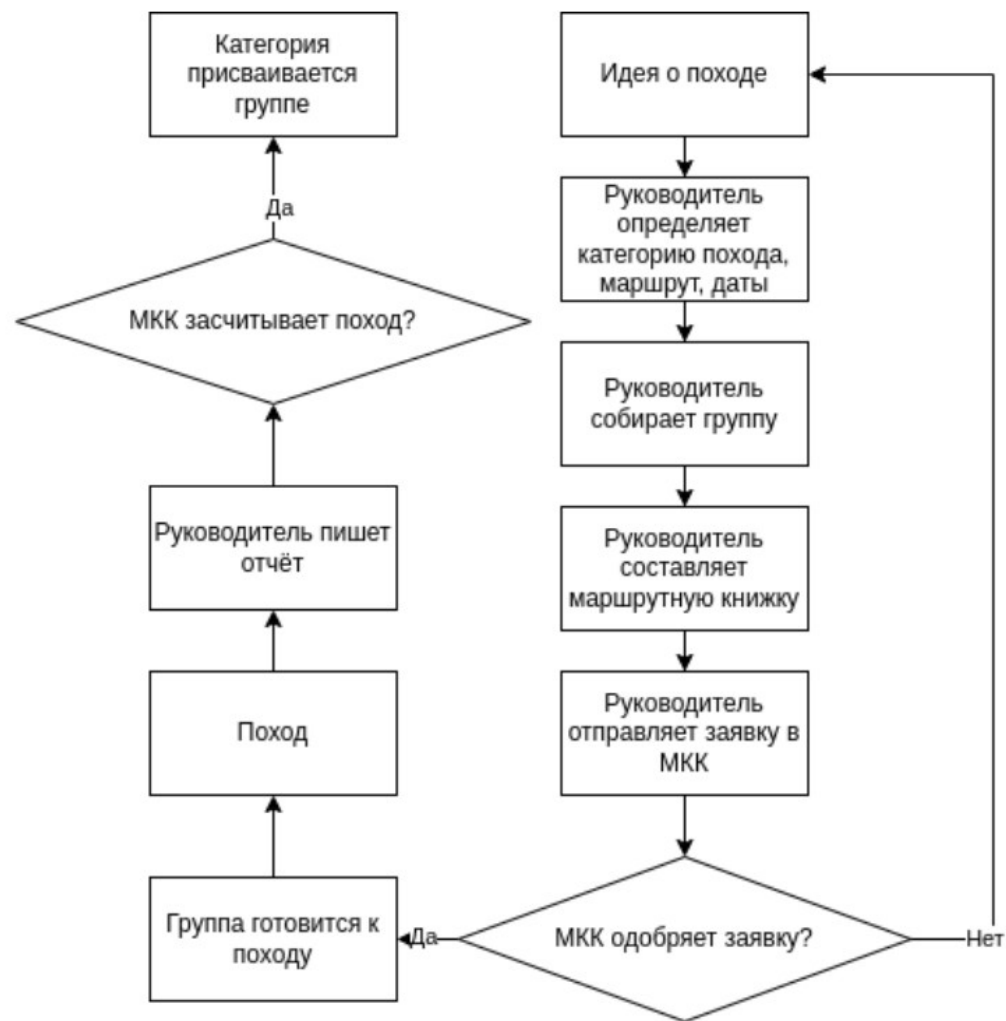 Категория
присваивается
группе
Да
МКК засчитывает поход?
Руководитель пишет
отчёт
Поход
Группа готовится к
походу
Идея о походе
Руководитель
определяет
категорию похода,
маршрут, даты
Руководитель
собирает группу
Руководитель
составляет
маршрутную книжку
Руководитель
отправляет заявку в
МКК
МКК одобряет заявку?
Да
Нет